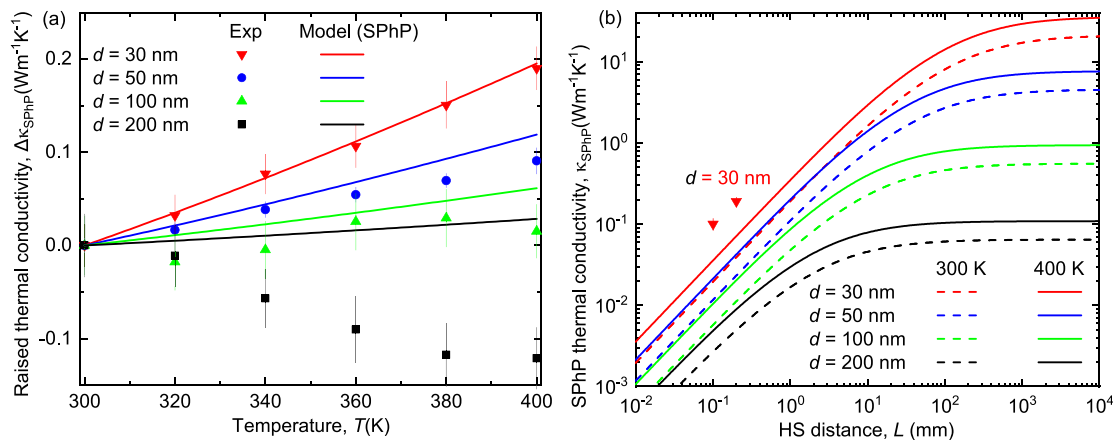 (a)
Exp Model (SPhP)
d = 30 nm
d = 50 nm
d = 100 nm
d = 200 nm
Raised thermal conductivity, Δκ_SPhP(Wm⁻¹K⁻¹)
0.2
0.1
0.0
-0.1
300 320 340 360 380 400
Temperature, T(K)
(b)
SPhP thermal conductivity, κ_SPhP(Wm⁻¹K⁻¹)
10¹
10⁰
10⁻¹
10⁻²
10⁻³
d = 30 nm
300 K 400 K
d = 30 nm
d = 50 nm
d = 100 nm
d = 200 nm
10⁻² 10⁻¹ 10⁰ 10¹ 10² 10³ 10⁴
HS distance, L (mm)